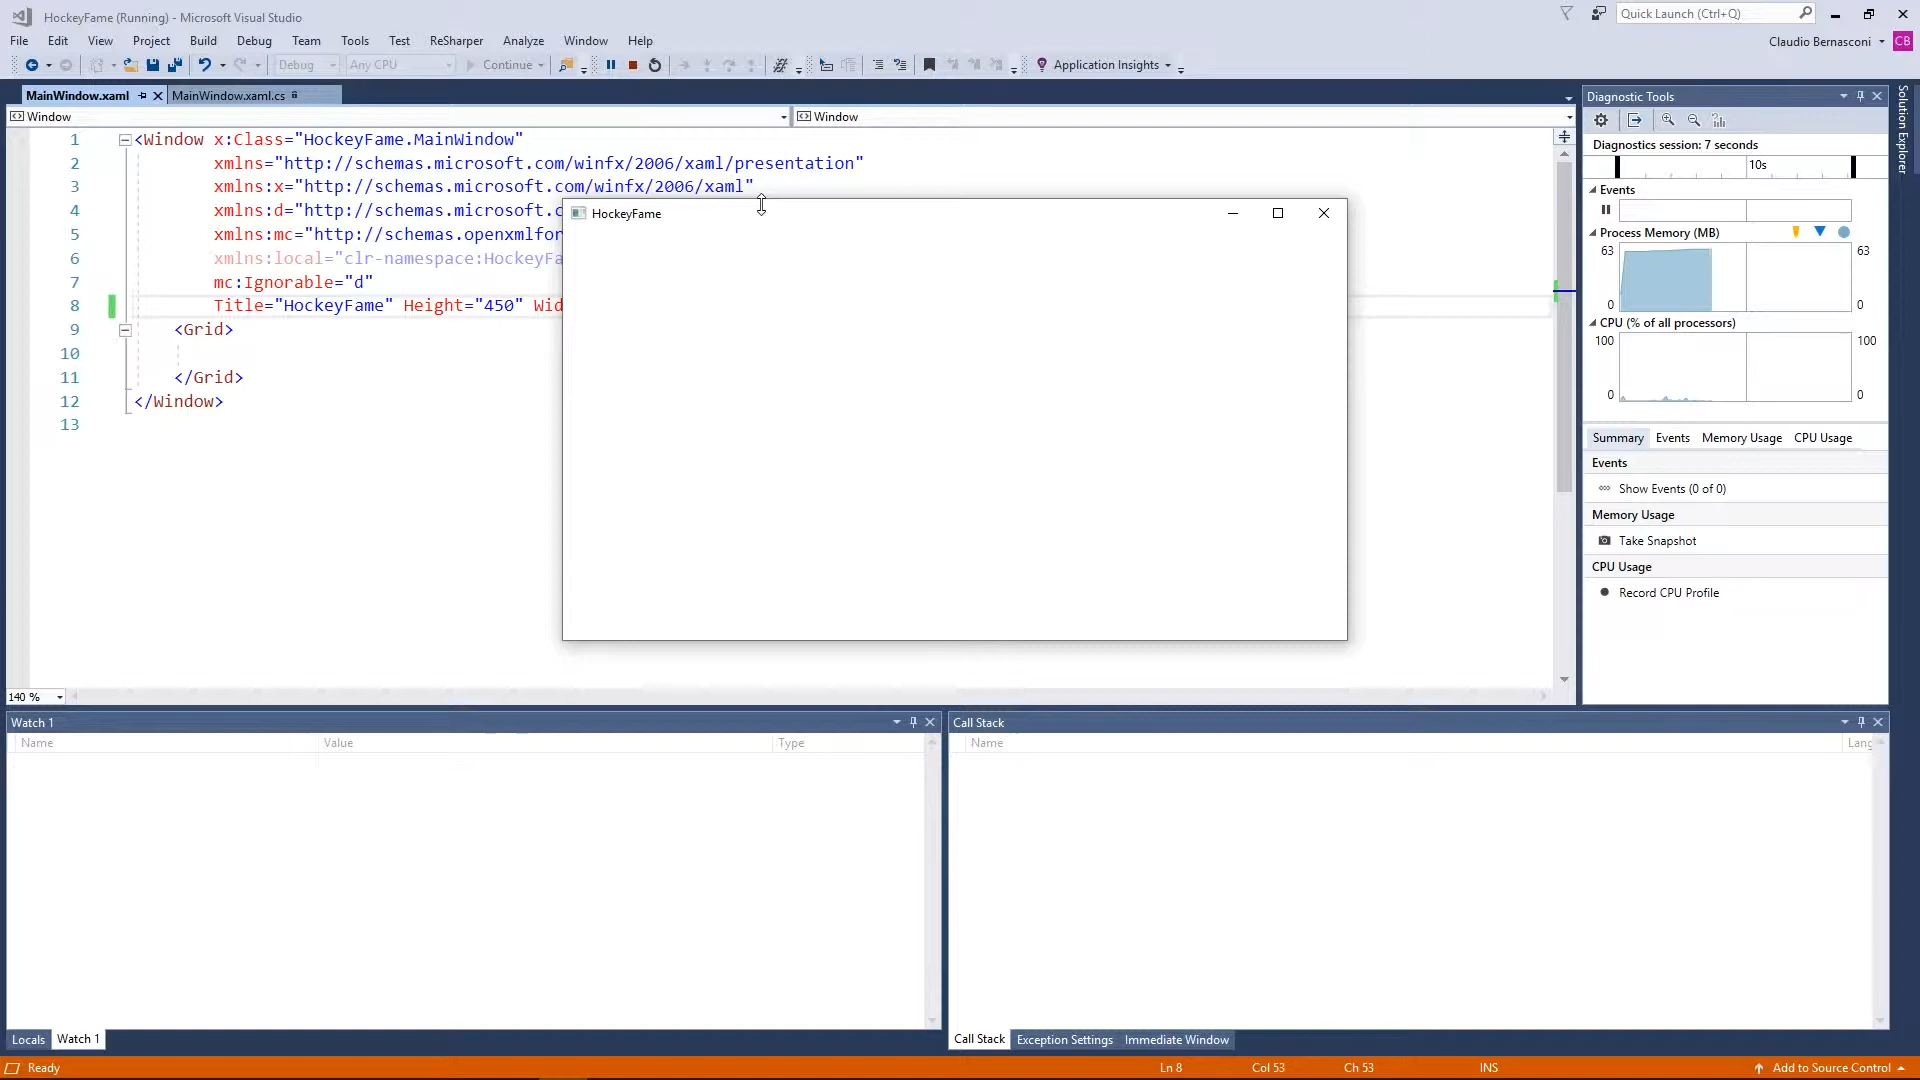 HockeyFame (Running) - Microsoft Visual Studio
Quick Launch (Ctrl+Q)
File Edit View Project Build Debug Team Tools Test ReSharper Analyze Window Help
Claudio Bernasconi CB
Debug Any CPU Continue Application Insights
MainWindow.xaml MainWindow.xaml.cs
Window Window
1 <Window x:Class="HockeyFame.MainWindow"
2 xmlns="http://schemas.microsoft.com/winfx/2006/xaml/presentation"
3 xmlns:x="http://schemas.microsoft.com/winfx/2006/xaml"
4 xmlns:d="http://schemas.microsoft.c
5 xmlns:mc="http://schemas.openxmlfor
6 xmlns:local="clr-namespace:HockeyFa
7 mc:Ignorable="d"
8 Title="HockeyFame" Height="450" Wid
9 <Grid>
10
11 </Grid>
12 </Window>
13
HockeyFame
140 %
Diagnostic Tools
Diagnostics session: 7 seconds
10s
Events
Process Memory (MB)
63 63
0 0
CPU (% of all processors)
100 100
0 0
Summary Events Memory Usage CPU Usage
Events
Show Events (0 of 0)
Memory Usage
Take Snapshot
CPU Usage
Record CPU Profile
Solution Explorer
Watch 1
Name Value Type
Locals Watch 1
Call Stack
Name Lang
Call Stack Exception Settings Immediate Window
Ready Ln 8 Col 53 Ch 53 INS Add to Source Control